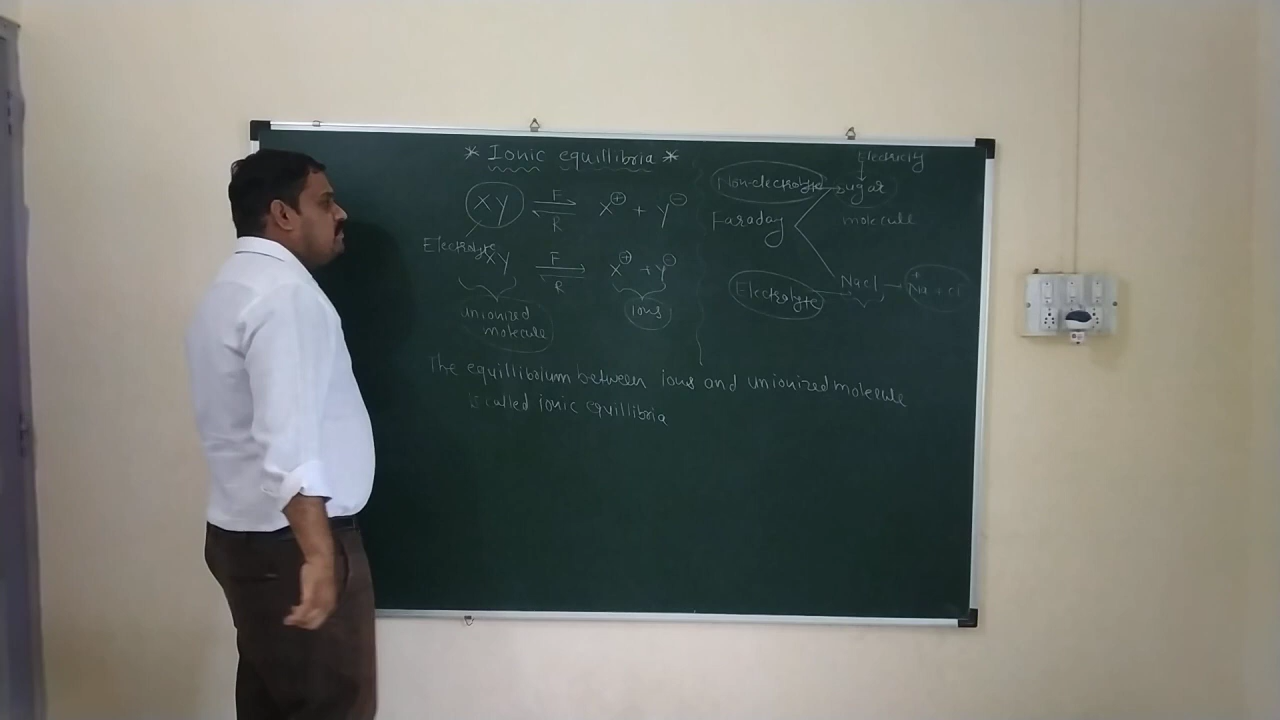 * Ionic equillibria *
XY F R X⊕ + Y⊖
Electrolyte
XY F R X⊕ + Y⊖
unionized
molecule
ions
Electricity
Non-electrolyte → sugar
molecule
Faraday
Electrolyte → Nacl → Na+ + cl-
The equillibrium between ions and unionized molecule
is called ionic equillibria